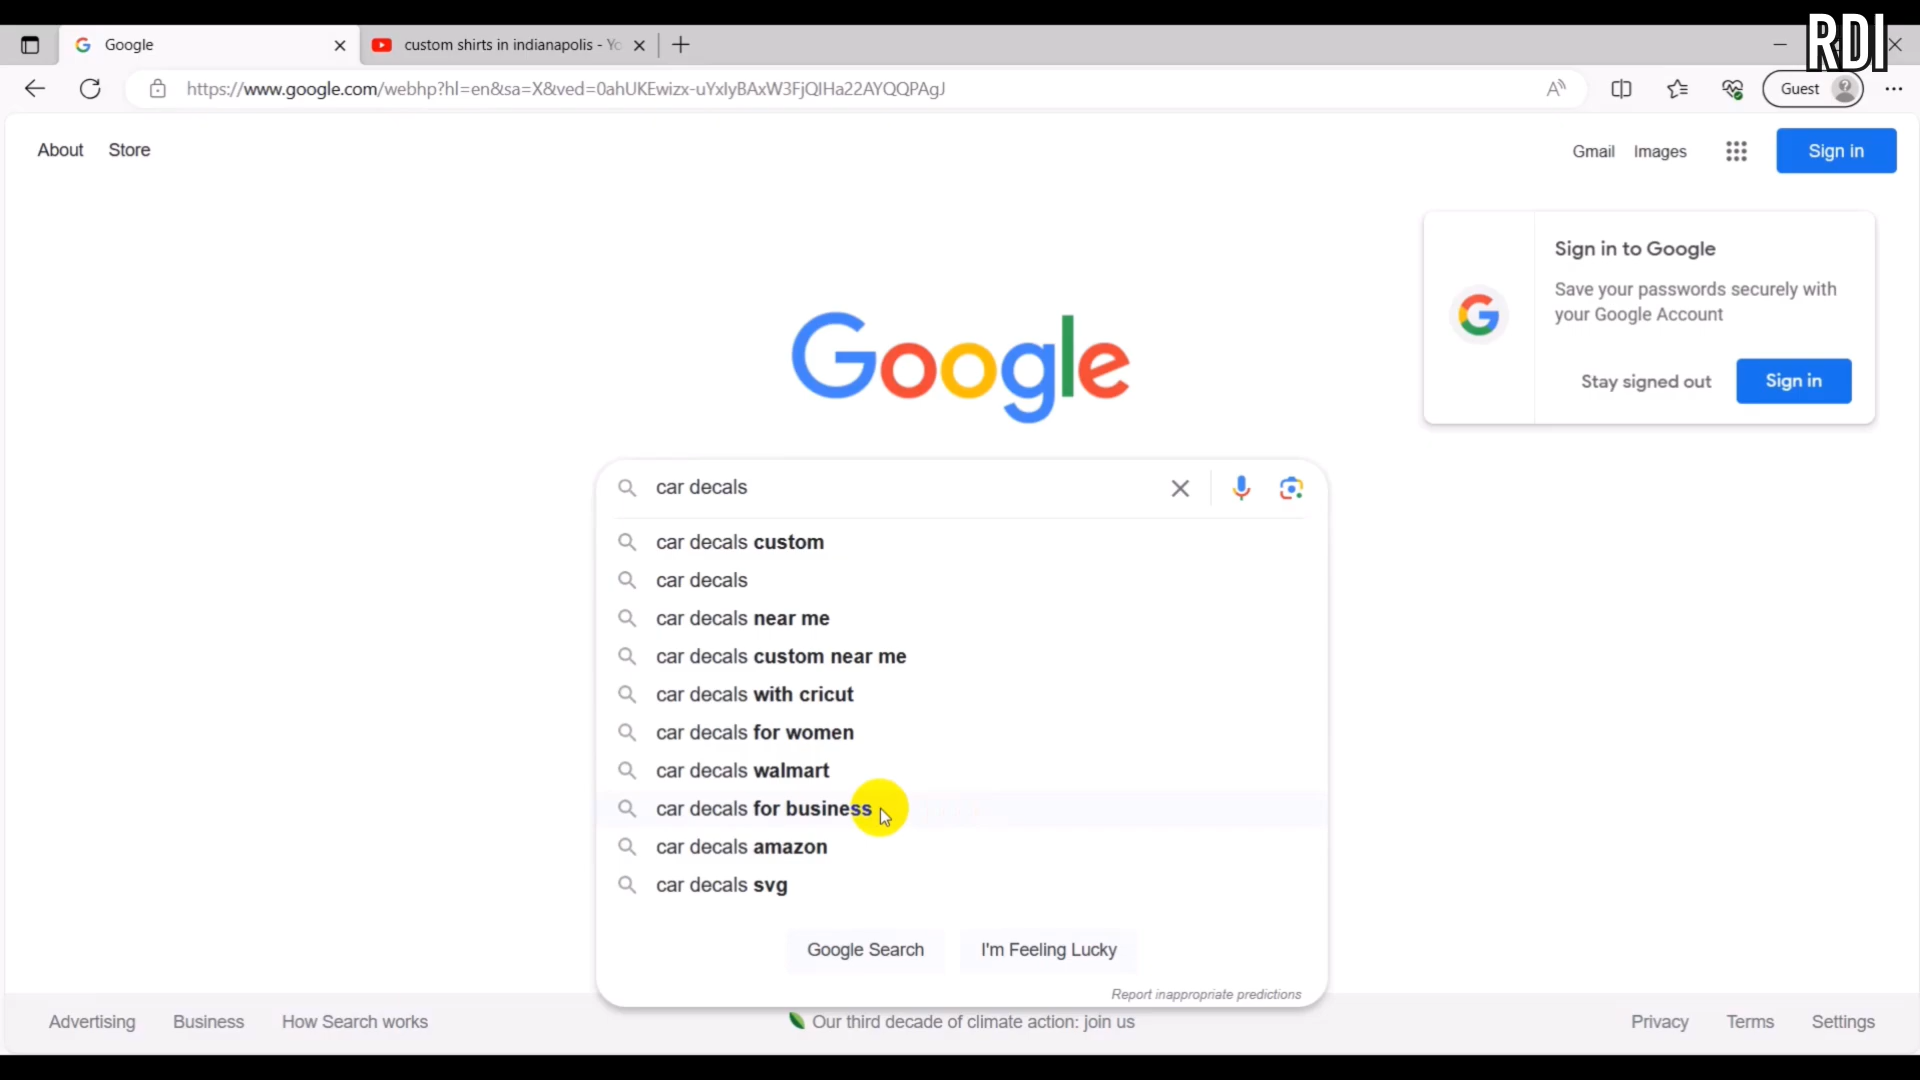 RDI
Google
custom shirts in indianapolis - Yo
https://www.google.com/webhp?hl=en&sa=X&ved=0ahUKEwizx-uYxIyBAxW3FjQIHa22AYQQPAgJ
Guest
About Store
Gmail Images Sign in
Sign in to Google
Save your passwords securely with
your Google Account
Stay signed out Sign in
Google
car decals
car decals custom
car decals
car decals near me
car decals custom near me
car decals with cricut
car decals for women
car decals walmart
car decals for business
car decals amazon
car decals svg
Google Search I'm Feeling Lucky
Report inappropriate predictions
Advertising Business How Search works
Our third decade of climate action: join us
Privacy Terms Settings